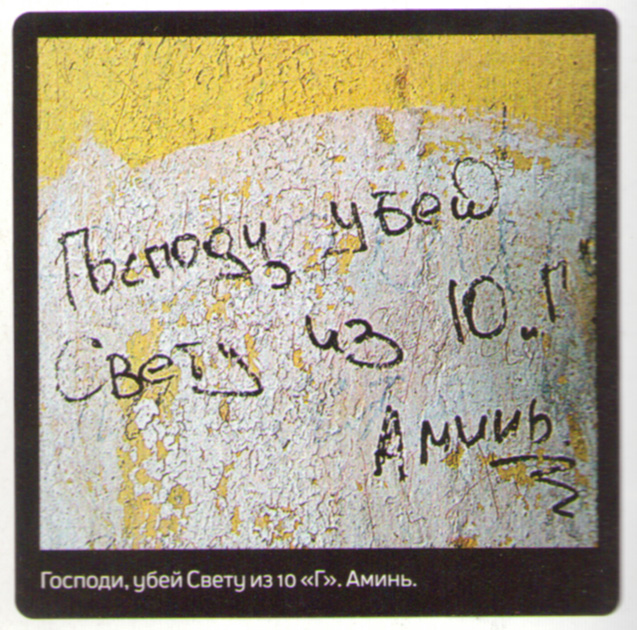 Господи, убей
Свету из 10 „Г"
Аминь.
Господи, убей Свету из 10 «Г». Аминь.